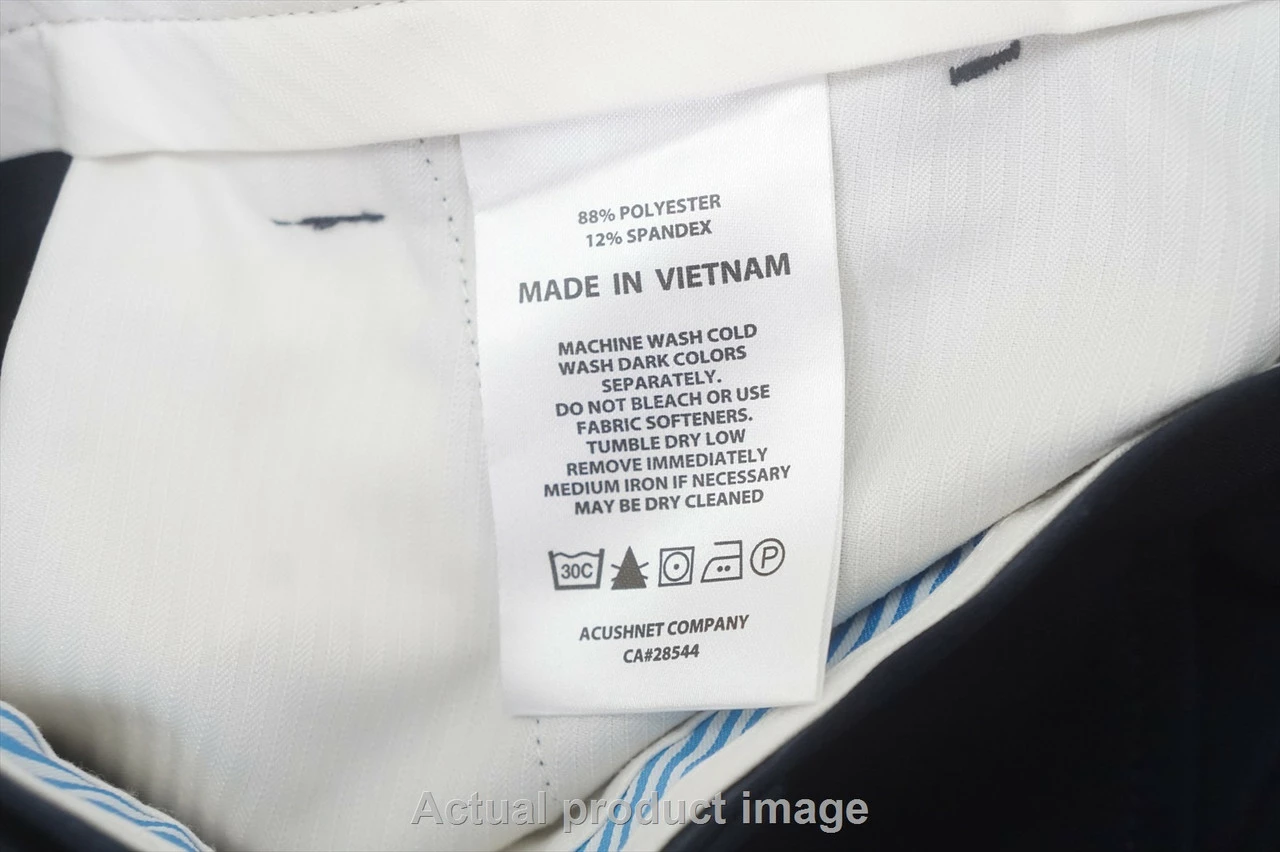 88% POLYESTER
12% SPANDEX
MADE IN VIETNAM
MACHINE WASH COLD
WASH DARK COLORS
SEPARATELY.
DO NOT BLEACH OR USE
FABRIC SOFTENERS.
TUMBLE DRY LOW
REMOVE IMMEDIATELY
MEDIUM IRON IF NECESSARY
MAY BE DRY CLEANED
30C P
ACUSHNET COMPANY
CA#28544
Actual product image